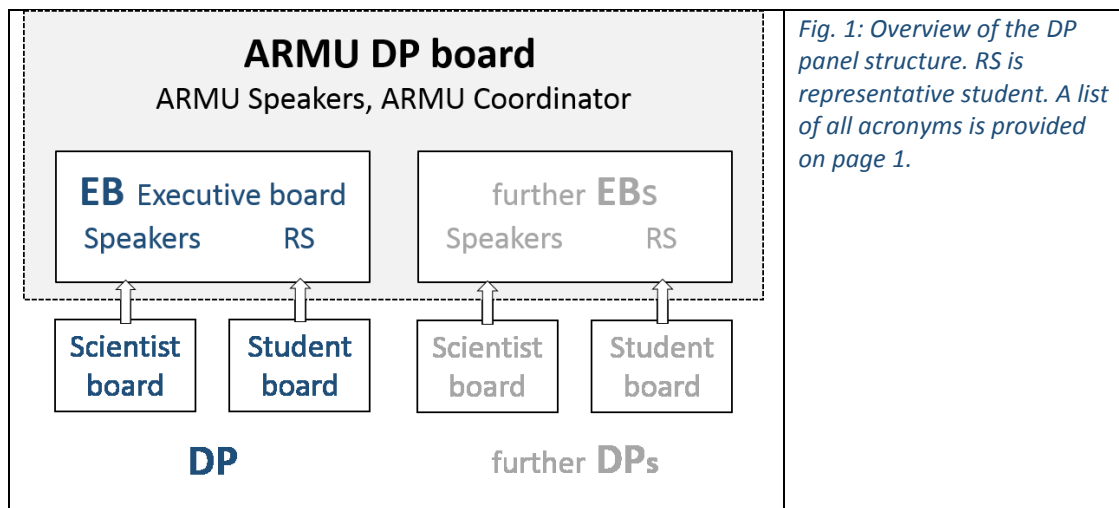 ARMU DP board
ARMU Speakers, ARMU Coordinator
EB Executive board
Speakers RS
further EBs
Speakers RS
Scientist
board
Student
board
Scientist
board
Student
board
DP
further DPs
Fig. 1: Overview of the DP
panel structure. RS is
representative student. A list
of all acronyms is provided
on page 1.